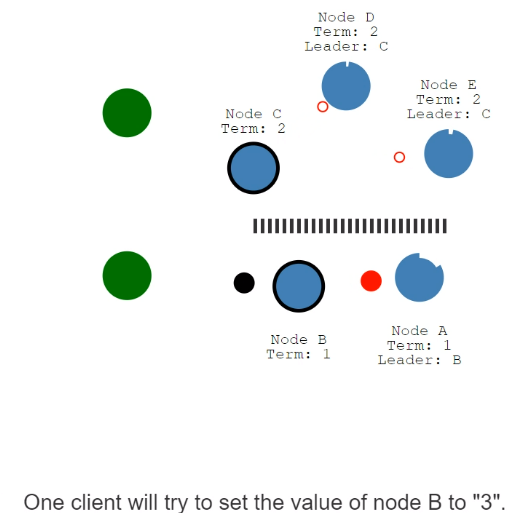 Node D
Term: 2
Leader: C
Node E
Term: 2
Leader: C
Node C
Term: 2
Node B
Term: 1
Node A
Term: 1
Leader: B
One client will try to set the value of node B to "3".